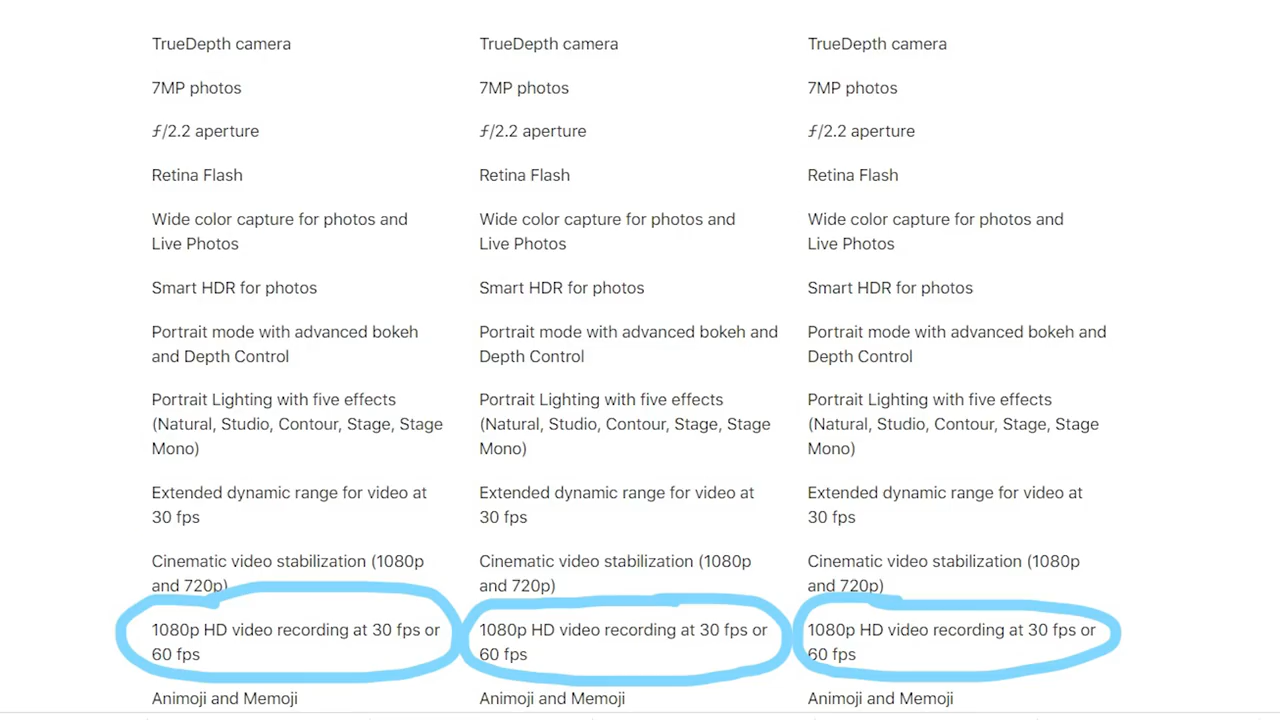 TrueDepth camera
7MP photos
ƒ/2.2 aperture
Retina Flash
Wide color capture for photos and
Live Photos
Smart HDR for photos
Portrait mode with advanced bokeh
and Depth Control
Portrait Lighting with five effects
(Natural, Studio, Contour, Stage, Stage
Mono)
Extended dynamic range for video at
30 fps
Cinematic video stabilization (1080p
and 720p)
1080p HD video recording at 30 fps or
60 fps
Animoji and Memoji
TrueDepth camera
7MP photos
ƒ/2.2 aperture
Retina Flash
Wide color capture for photos and
Live Photos
Smart HDR for photos
Portrait mode with advanced bokeh and
Depth Control
Portrait Lighting with five effects
(Natural, Studio, Contour, Stage, Stage
Mono)
Extended dynamic range for video at
30 fps
Cinematic video stabilization (1080p
and 720p)
1080p HD video recording at 30 fps or
60 fps
Animoji and Memoji
TrueDepth camera
7MP photos
ƒ/2.2 aperture
Retina Flash
Wide color capture for photos and
Live Photos
Smart HDR for photos
Portrait mode with advanced bokeh and
Depth Control
Portrait Lighting with five effects
(Natural, Studio, Contour, Stage, Stage
Mono)
Extended dynamic range for video at
30 fps
Cinematic video stabilization (1080p
and 720p)
1080p HD video recording at 30 fps or
60 fps
Animoji and Memoji